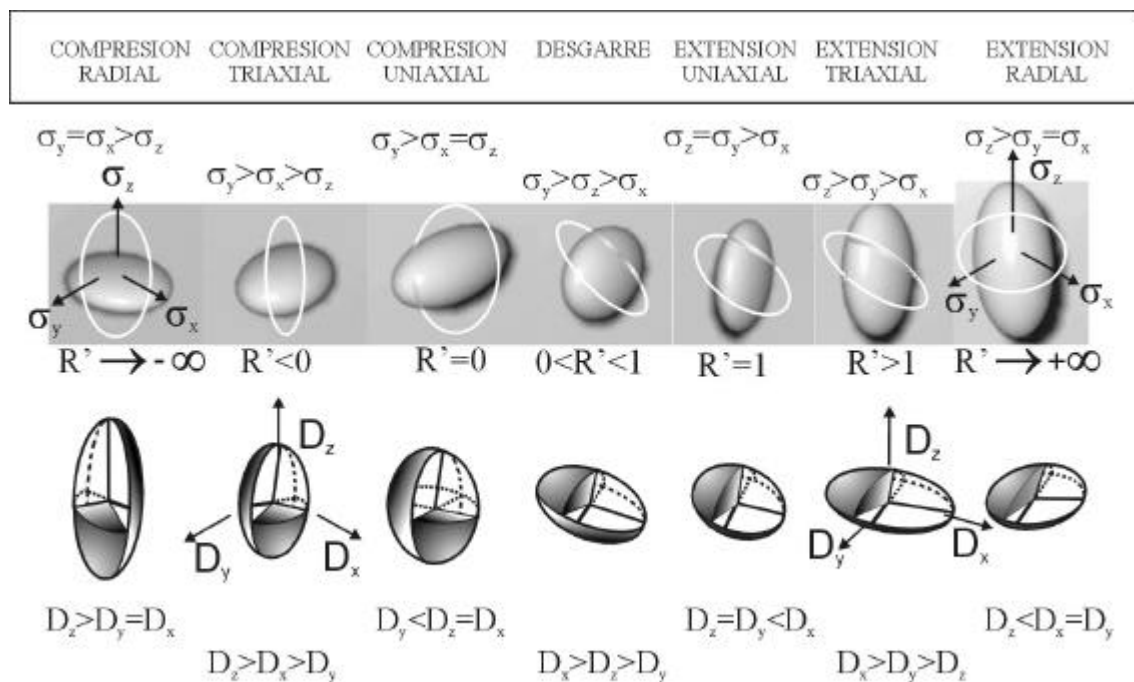 COMPRESION RADIAL
COMPRESION TRIAXIAL
COMPRESION UNIAXIAL
DESGARRE
EXTENSION UNIAXIAL
EXTENSION TRIAXIAL
EXTENSION RADIAL
σy=σx>σz
σy>σx=σz
σz=σy>σx
σz>σy=σx
σy>σx>σz
σy>σz>σx
σz>σy>σx
σz
σy
σx
σz
σy
σx
R’ → - ∞
R’<0
R’=0
0<R’<1
R’=1
R’>1
R’ → +∞
Dz
Dy
Dx
Dz
Dy
Dx
Dz>Dy=Dx
Dy<Dz=Dx
Dz=Dy<Dx
Dz<Dx=Dy
Dz>Dx>Dy
Dx>Dz>Dy
Dx>Dy>Dz